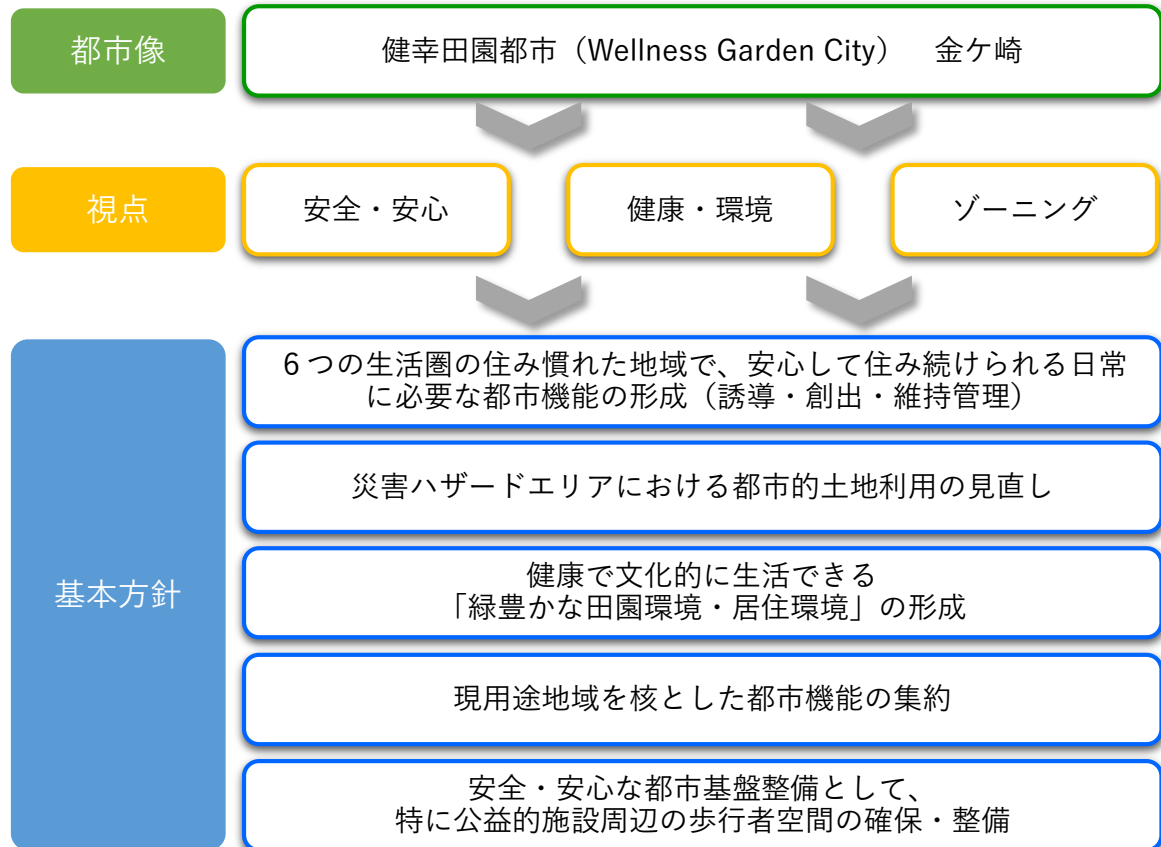 都市像
健幸田園都市（Wellness Garden City）　金ケ崎
視点
安全・安心
健康・環境
ゾーニング
基本方針
６つの生活圏の住み慣れた地域で、安心して住み続けられる日常
に必要な都市機能の形成（誘導・創出・維持管理）
災害ハザードエリアにおける都市的土地利用の見直し
健康で文化的に生活できる
「緑豊かな田園環境・居住環境」の形成
現用途地域を核とした都市機能の集約
安全・安心な都市基盤整備として、
特に公益的施設周辺の歩行者空間の確保・整備